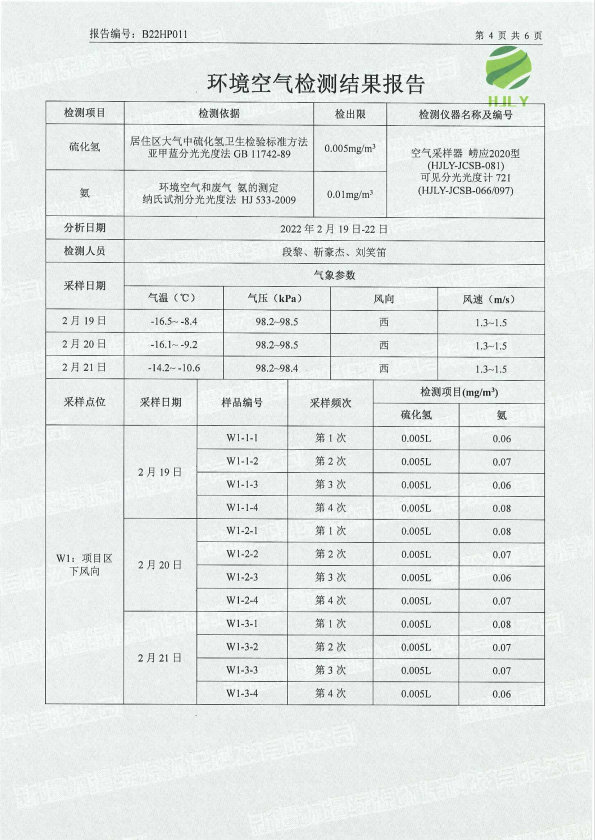 报告编号：B22HP011 第 4 页 共 6 页
HJLY
环境空气检测结果报告
检测项目 检测依据 检出限 检测仪器名称及编号
硫化氢 居住区大气中硫化氢卫生检验标准方法 0.005mg/m³
亚甲蓝分光光度法 GB 11742-89
空气采样器 崂应2020型
(HJLY-JCSB-081)
可见分光光度计 721
(HJLY-JCSB-066/097)
氨 环境空气和废气 氨的测定 0.01mg/m³
纳氏试剂分光光度法 HJ 533-2009
分析日期 2022 年 2 月 19 日-22 日
检测人员 段黎、靳豪杰、刘笑笛
采样日期 气象参数
气温（℃） 气压（kPa） 风向 风速（m/s）
2 月 19 日 -16.5~ -8.4 98.2~98.5 西 1.3~1.5
2 月 20 日 -16.1~ -9.2 98.2~98.5 西 1.3~1.5
2 月 21 日 -14.2~ -10.6 98.2~98.4 西 1.3~1.5
采样点位 采样日期 样品编号 采样频次 检测项目(mg/m³)
硫化氢 氨
W1：项目区
下风向
2 月 19 日
W1-1-1 第 1 次 0.005L 0.06
W1-1-2 第 2 次 0.005L 0.07
W1-1-3 第 3 次 0.005L 0.06
W1-1-4 第 4 次 0.005L 0.08
2 月 20 日
W1-2-1 第 1 次 0.005L 0.08
W1-2-2 第 2 次 0.005L 0.07
W1-2-3 第 3 次 0.005L 0.06
W1-2-4 第 4 次 0.005L 0.07
2 月 21 日
W1-3-1 第 1 次 0.005L 0.08
W1-3-2 第 2 次 0.005L 0.07
W1-3-3 第 3 次 0.005L 0.07
W1-3-4 第 4 次 0.005L 0.06